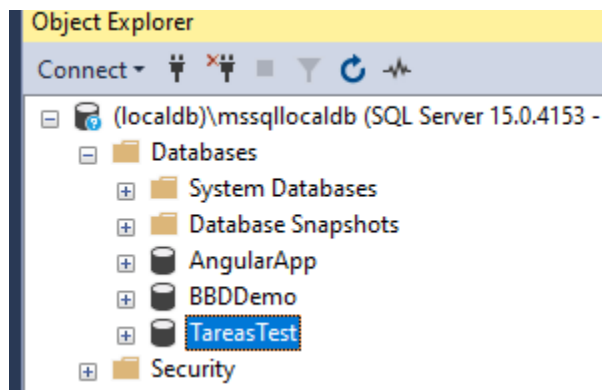 Object Explorer
Connect
(localdb)\mssqllocaldb (SQL Server 15.0.4153 -
Databases
System Databases
Database Snapshots
AngularApp
BBDDemo
TareasTest
Security